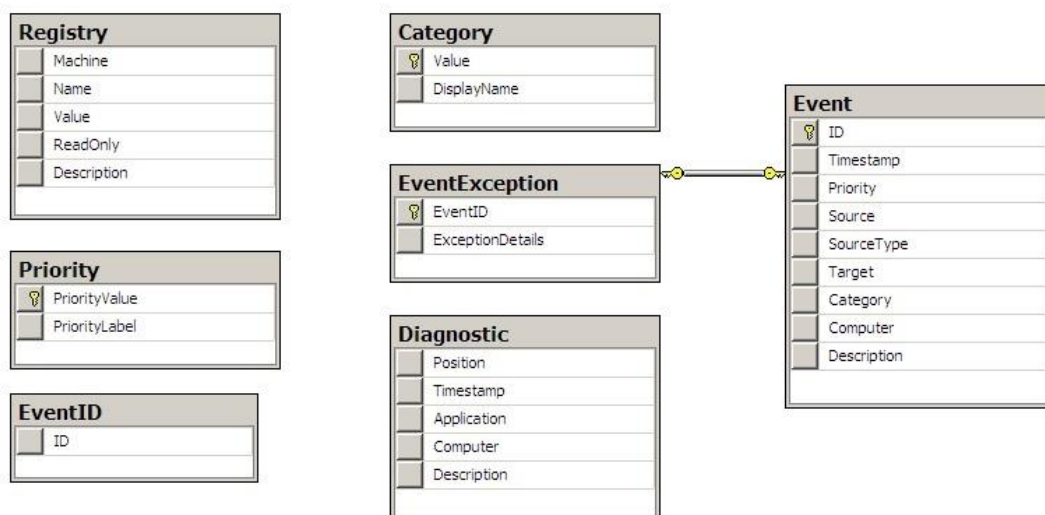 Registry
Machine
Name
Value
ReadOnly
Description
Priority
PriorityValue
PriorityLabel
EventID
ID
Category
Value
DisplayName
EventException
EventID
ExceptionDetails
Diagnostic
Position
Timestamp
Application
Computer
Description
Event
ID
Timestamp
Priority
Source
SourceType
Target
Category
Computer
Description